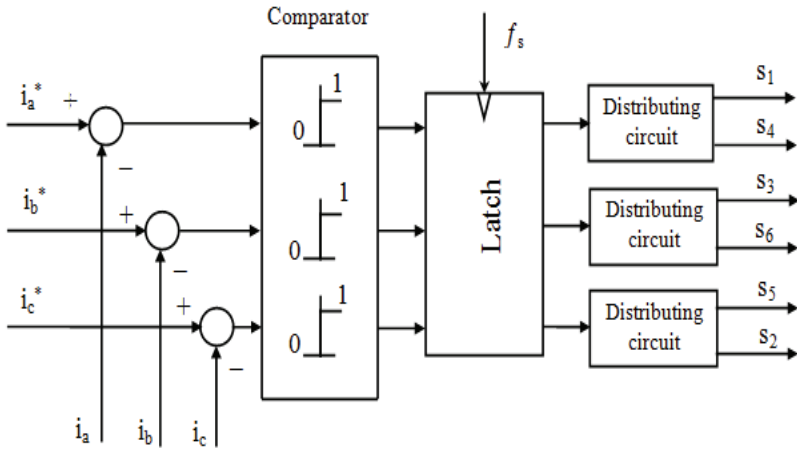 Comparator
fs
ia*
+
−
1
0
Distributing
circuit
s1
s4
ib*
+
−
1
0
Latch
Distributing
circuit
s3
s6
ic*
+
−
1
0
Distributing
circuit
s5
s2
ia
ib
ic